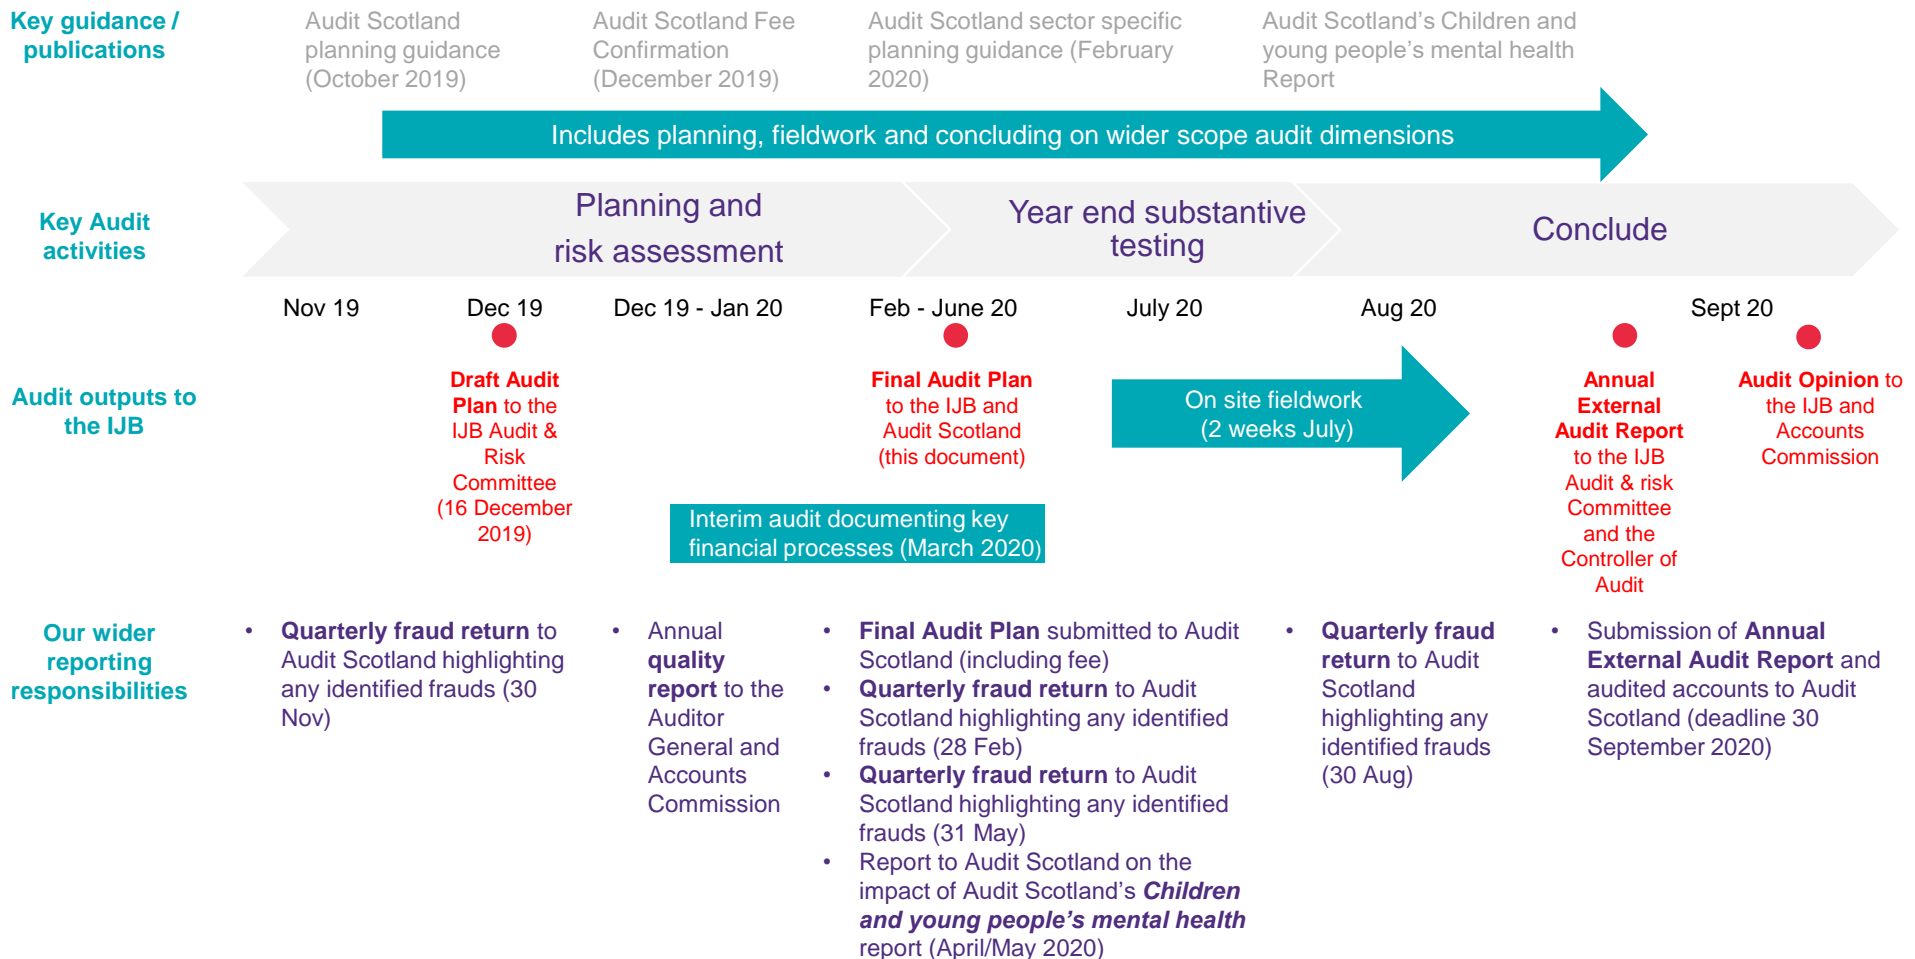 Key guidance /
publications
Audit Scotland
planning guidance
(October 2019)
Audit Scotland Fee
Confirmation
(December 2019)
Audit Scotland sector specific
planning guidance (February
2020)
Audit Scotland's Children and
young people's mental health
Report
Includes planning, fieldwork and concluding on wider scope audit dimensions
Key Audit
activities
Planning and
risk assessment
Year end substantive
testing
Conclude
Nov 19
Dec 19
Dec 19 - Jan 20
Feb - June 20
July 20
Aug 20
Sept 20
Audit outputs to
the IJB
Draft Audit
Plan to the
IJB Audit &
Risk
Committee
(16 December
2019)
Final Audit Plan
to the IJB and
Audit Scotland
(this document)
Interim audit documenting key
financial processes (March 2020)
On site fieldwork
(2 weeks July)
Annual
External
Audit Report
to the IJB
Audit & risk
Committee
and the
Controller of
Audit
Audit Opinion to
the IJB and
Accounts
Commission
Our wider
reporting
responsibilities
• Quarterly fraud return to
Audit Scotland highlighting
any identified frauds (30
Nov)
• Annual
quality
report to the
Auditor
General and
Accounts
Commission
• Final Audit Plan submitted to Audit
Scotland (including fee)
• Quarterly fraud return to Audit
Scotland highlighting any identified
frauds (28 Feb)
• Quarterly fraud return to Audit
Scotland highlighting any identified
frauds (31 May)
• Report to Audit Scotland on the
impact of Audit Scotland's Children
and young people's mental health
report (April/May 2020)
• Quarterly fraud
return to Audit
Scotland
highlighting any
identified frauds
(30 Aug)
• Submission of Annual
External Audit Report and
audited accounts to Audit
Scotland (deadline 30
September 2020)